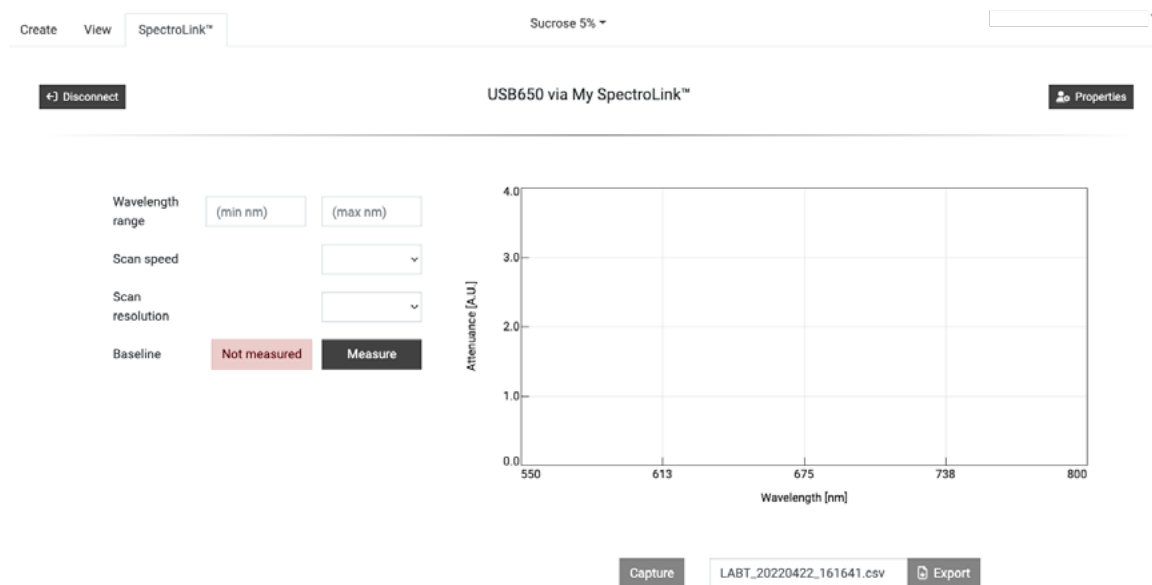 Create View SpectroLink™ Sucrose 5%
Disconnect USB650 via My SpectroLink™ Properties
Wavelength range (min nm) (max nm)
Scan speed
Scan resolution
Baseline Not measured Measure
Attenuance [A.U.]
4.0
3.0
2.0
1.0
0.0
550 613 675 738 800
Wavelength [nm]
Capture LABT_20220422_161641.csv Export